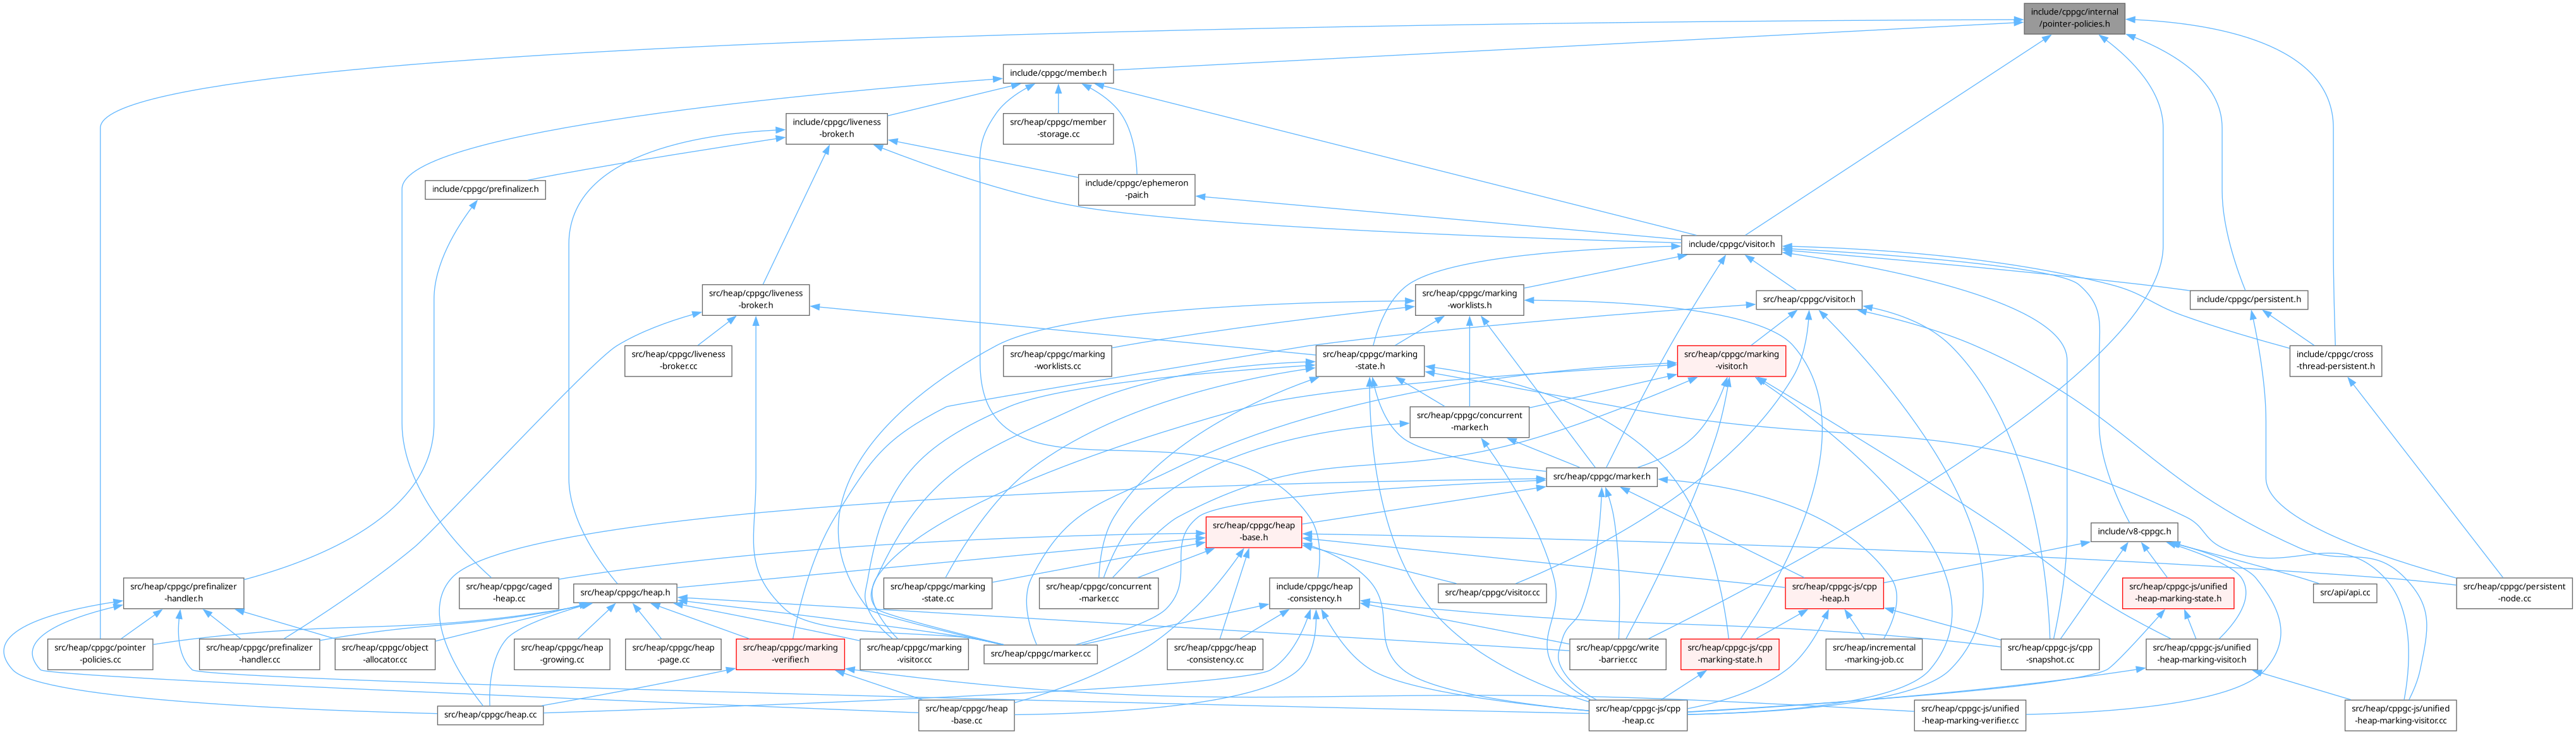 include/cppgc/internal
/pointer-policies.h
include/cppgc/member.h
include/cppgc/liveness
-broker.h
src/heap/cppgc/member
-storage.cc
include/cppgc/prefinalizer.h
include/cppgc/ephemeron
-pair.h
include/cppgc/visitor.h
src/heap/cppgc/liveness
-broker.h
src/heap/cppgc/marking
-worklists.h
src/heap/cppgc/visitor.h
include/cppgc/persistent.h
src/heap/cppgc/liveness
-broker.cc
src/heap/cppgc/marking
-worklists.cc
src/heap/cppgc/marking
-state.h
src/heap/cppgc/marking
-visitor.h
include/cppgc/cross
-thread-persistent.h
src/heap/cppgc/concurrent
-marker.h
src/heap/cppgc/marker.h
src/heap/cppgc/heap
-base.h
include/v8-cppgc.h
src/heap/cppgc/prefinalizer
-handler.h
src/heap/cppgc/caged
-heap.cc
src/heap/cppgc/heap.h
src/heap/cppgc/marking
-state.cc
src/heap/cppgc/concurrent
-marker.cc
include/cppgc/heap
-consistency.h
src/heap/cppgc/visitor.cc
src/heap/cppgc-js/cpp
-heap.h
src/heap/cppgc-js/unified
-heap-marking-state.h
src/api/api.cc
src/heap/cppgc/persistent
-node.cc
src/heap/cppgc/pointer
-policies.cc
src/heap/cppgc/prefinalizer
-handler.cc
src/heap/cppgc/object
-allocator.cc
src/heap/cppgc/heap
-growing.cc
src/heap/cppgc/heap
-page.cc
src/heap/cppgc/marking
-verifier.h
src/heap/cppgc/marking
-visitor.cc
src/heap/cppgc/marker.cc
src/heap/cppgc/heap
-consistency.cc
src/heap/cppgc/write
-barrier.cc
src/heap/cppgc-js/cpp
-marking-state.h
src/heap/incremental
-marking-job.cc
src/heap/cppgc-js/cpp
-snapshot.cc
src/heap/cppgc-js/unified
-heap-marking-visitor.h
src/heap/cppgc/heap.cc
src/heap/cppgc/heap
-base.cc
src/heap/cppgc-js/cpp
-heap.cc
src/heap/cppgc-js/unified
-heap-marking-verifier.cc
src/heap/cppgc-js/unified
-heap-marking-visitor.cc